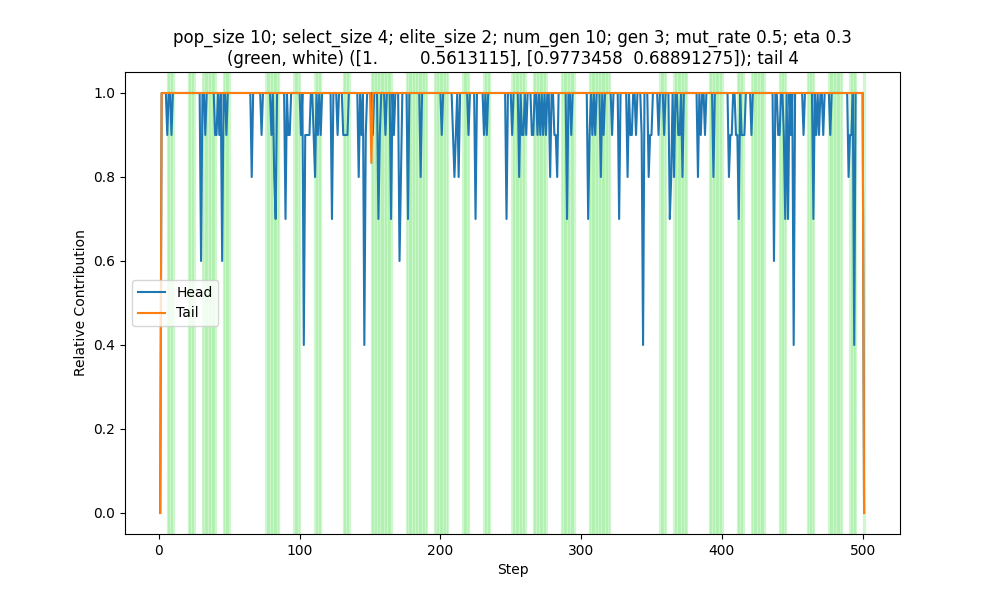 pop_size 10; select_size 4; elite_size 2; num_gen 10; gen 3; mut_rate 0.5; eta 0.3
(green, white) ([1.         0.5613115], [0.9773458  0.68891275]); tail 4
1.0
0.8
0.6
0.4
0.2
0.0
Relative Contribution
Head
Tail
0
100
200
300
400
500
Step